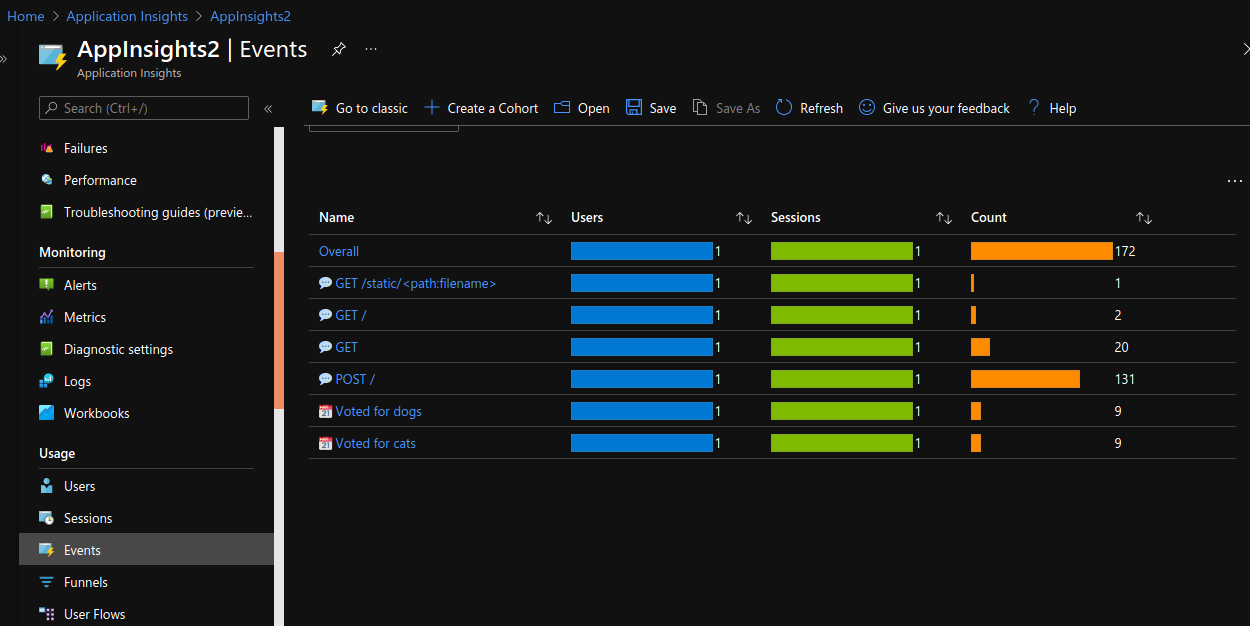 Home > Application Insights > AppInsights2
AppInsights2 | Events
Application Insights
Search (Ctrl+/)
Go to classic Create a Cohort Open Save Save As Refresh Give us your feedback Help
Failures
Performance
Troubleshooting guides (previe...
Monitoring
Alerts
Metrics
Diagnostic settings
Logs
Workbooks
Usage
Users
Sessions
Events
Funnels
User Flows
Name Users Sessions Count
Overall 1 1 172
GET /static/<path:filename> 1 1 1
GET / 1 1 2
GET 1 1 20
POST / 1 1 131
Voted for dogs 1 1 9
Voted for cats 1 1 9